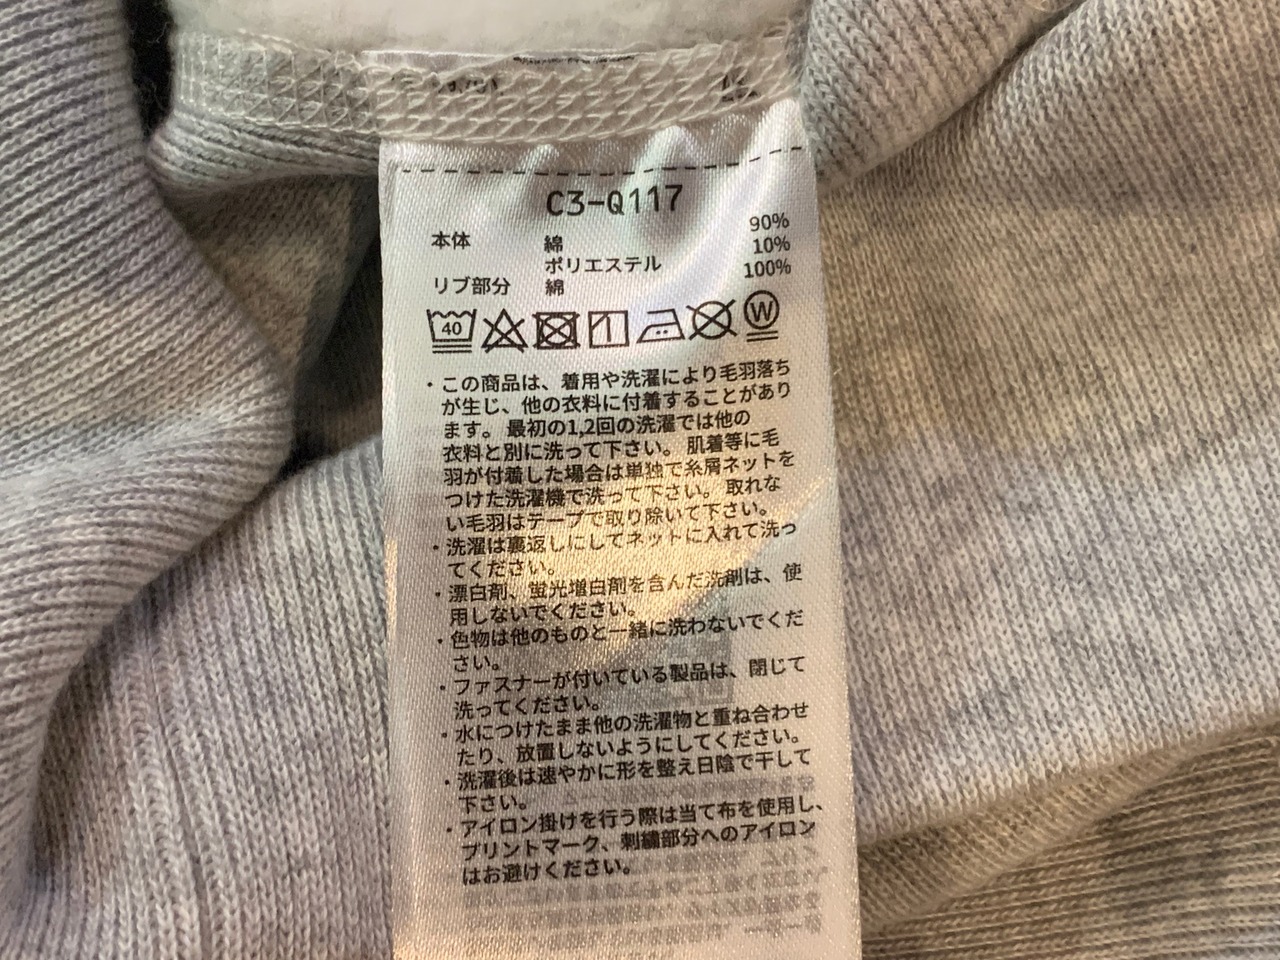 C3-Q117
本体 綿 90%
ポリエステル 10%
リブ部分 綿 100%
40 W
・この商品は、着用や洗濯により毛羽落ち
が生じ、他の衣料に付着することがあり
ます。最初の1,2回の洗濯では他の
衣料と別に洗って下さい。肌着等に毛
羽が付着した場合は単独で糸屑ネットを
つけた洗濯機で洗って下さい。取れな
い毛羽はテープで取り除いて下さい。
・洗濯は裏返しにしてネットに入れて洗っ
てください。
・漂白剤、蛍光増白剤を含んだ洗剤は、使
用しないでください。
・色物は他のものと一緒に洗わないでくだ
さい。
・ファスナーが付いている製品は、閉じて
洗ってください。
・水につけたまま他の洗濯物と重ね合わせ
たり、放置しないようにしてください。
・洗濯後は速やかに形を整え日陰で干して
下さい。
・アイロン掛けを行う際は当て布を使用し、
プリントマーク、刺繍部分へのアイロン
はお避けください。